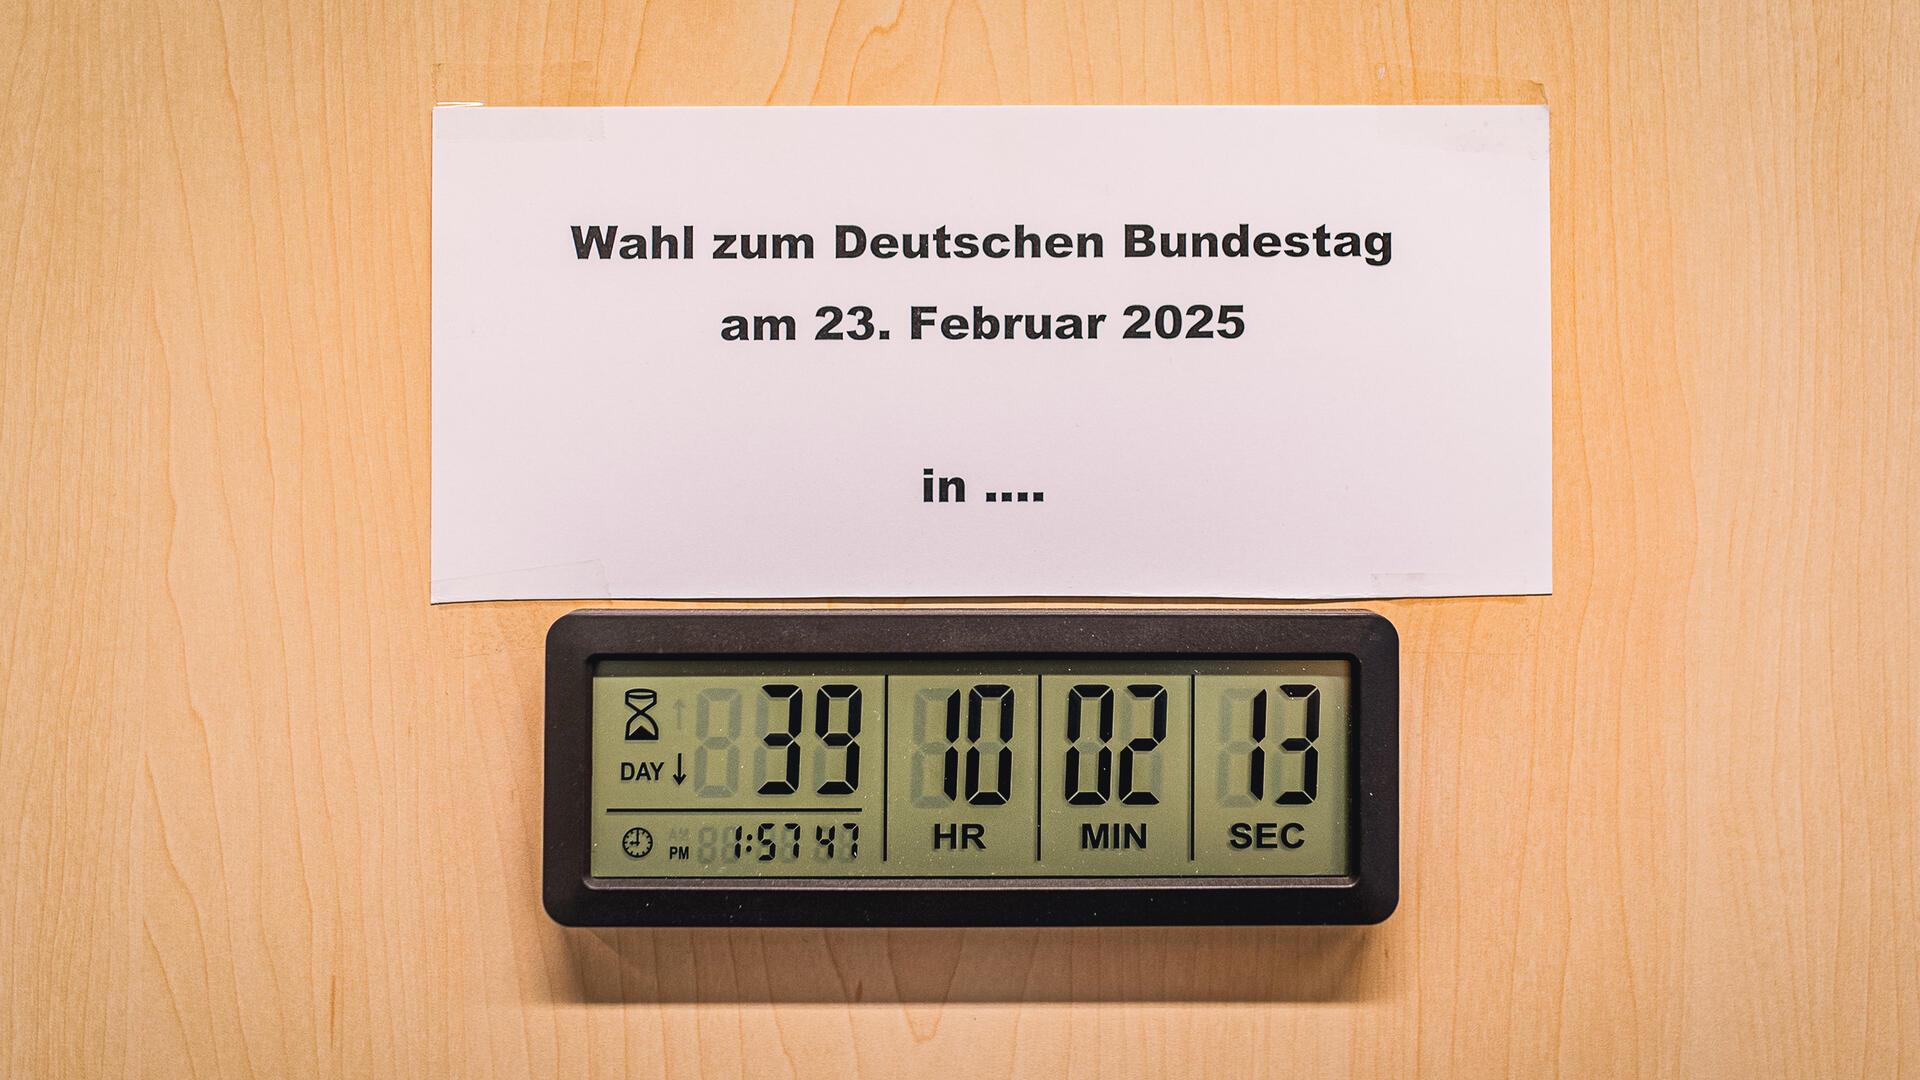 Wahl zum Deutschen Bundestag
am 23. Februar 2025
in ....
DAY ↓ 39 10 02 13
HR MIN SEC
PM 1:57 47